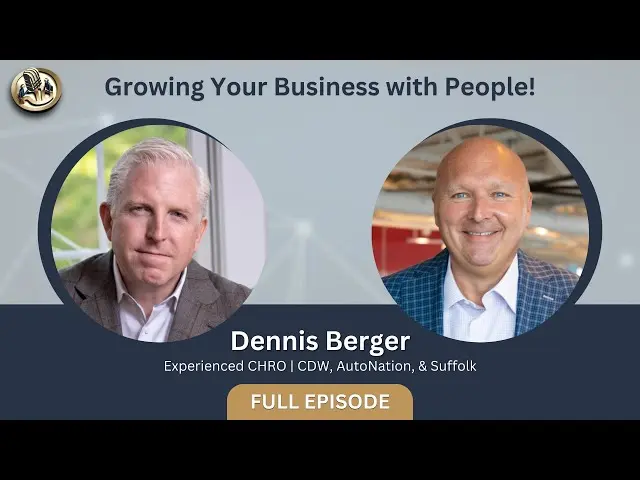 Growing Your Business with People!
Dennis Berger
Experienced CHRO | CDW, AutoNation, & Suffolk
FULL EPISODE